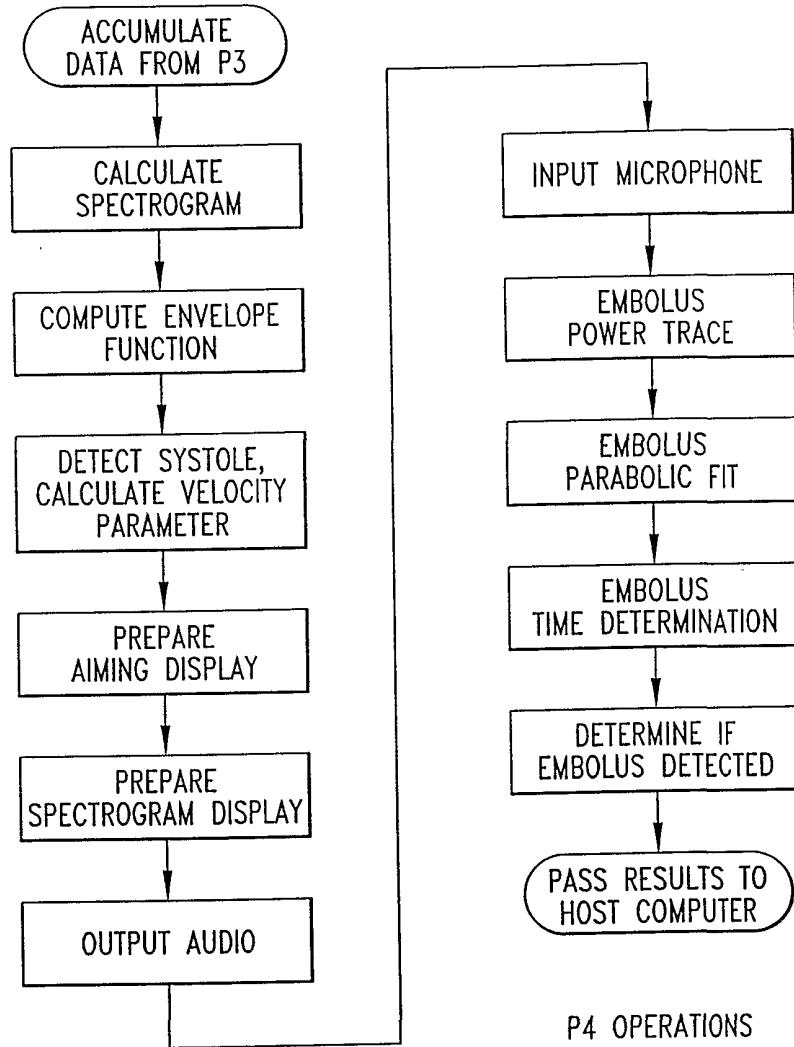 ACCUMULATE
DATA FROM P3
CALCULATE
SPECTROGRAM
COMPUTE ENVELOPE
FUNCTION
DETECT SYSTOLE,
CALCULATE VELOCITY
PARAMETER
PREPARE
AIMING DISPLAY
PREPARE
SPECTROGRAM DISPLAY
OUTPUT AUDIO
INPUT MICROPHONE
EMBOLUS
POWER TRACE
EMBOLUS
PARABOLIC FIT
EMBOLUS
TIME DETERMINATION
DETERMINE IF
EMBOLUS DETECTED
PASS RESULTS TO
HOST COMPUTER
P4 OPERATIONS